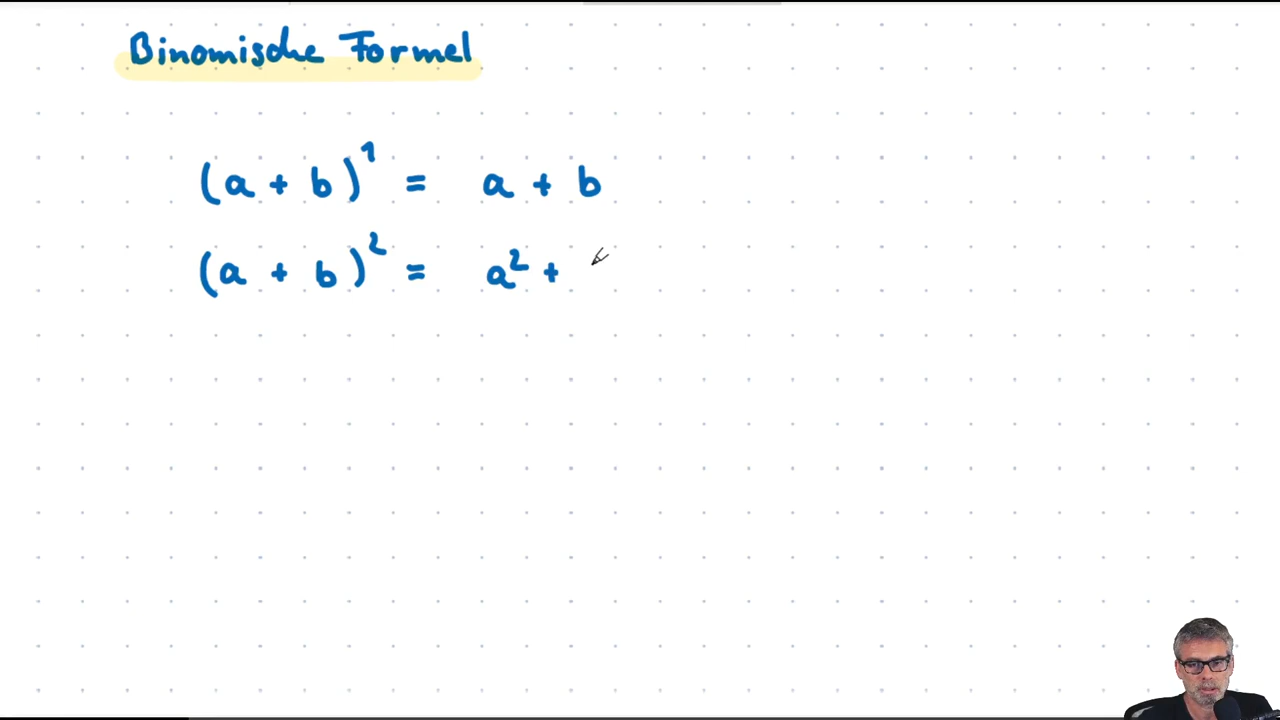 Binomische Formel
(a + b)¹ = a + b
(a + b)² = a² +